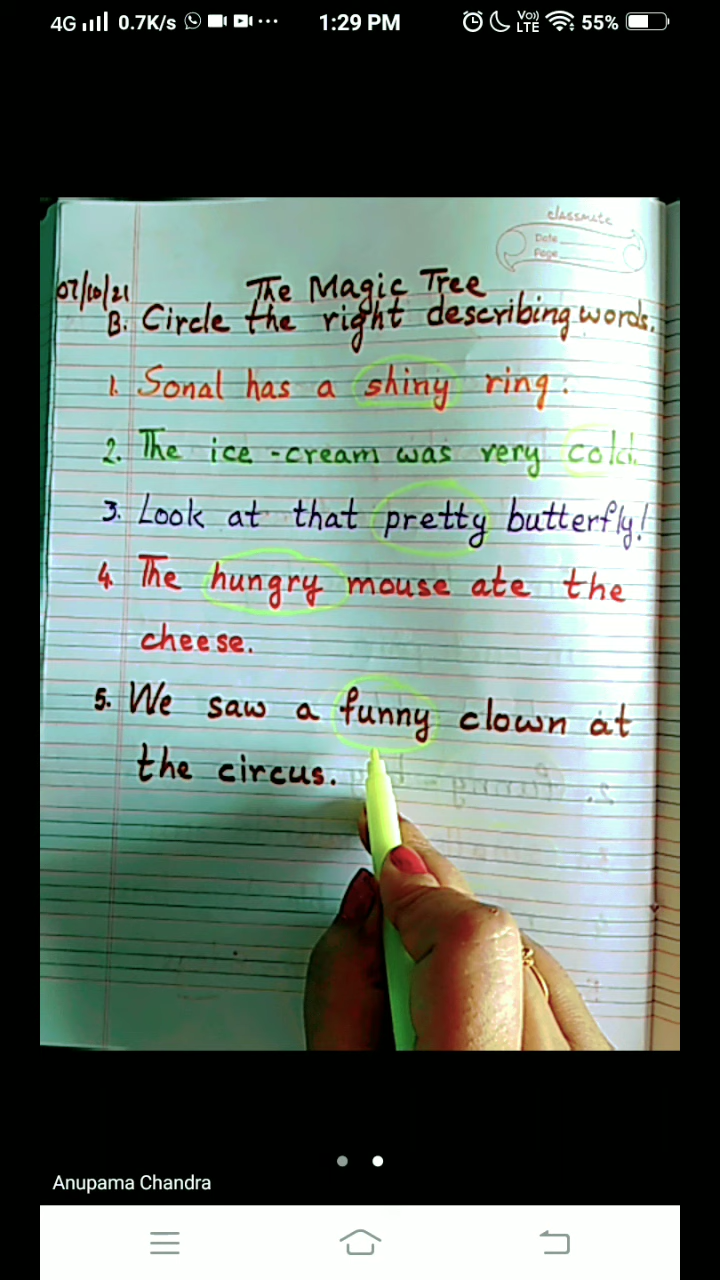 4G 0.7K/s ... 1:29 PM Vo) LTE 55%
classmate
Date
Page
07/10/21 The Magic Tree
B. Circle the right describing words.
1. Sonal has a shiny ring.
2. The ice-cream was very cold.
3. Look at that pretty butterfly!
4. The hungry mouse ate the
cheese.
5. We saw a funny clown at
the circus.
Anupama Chandra